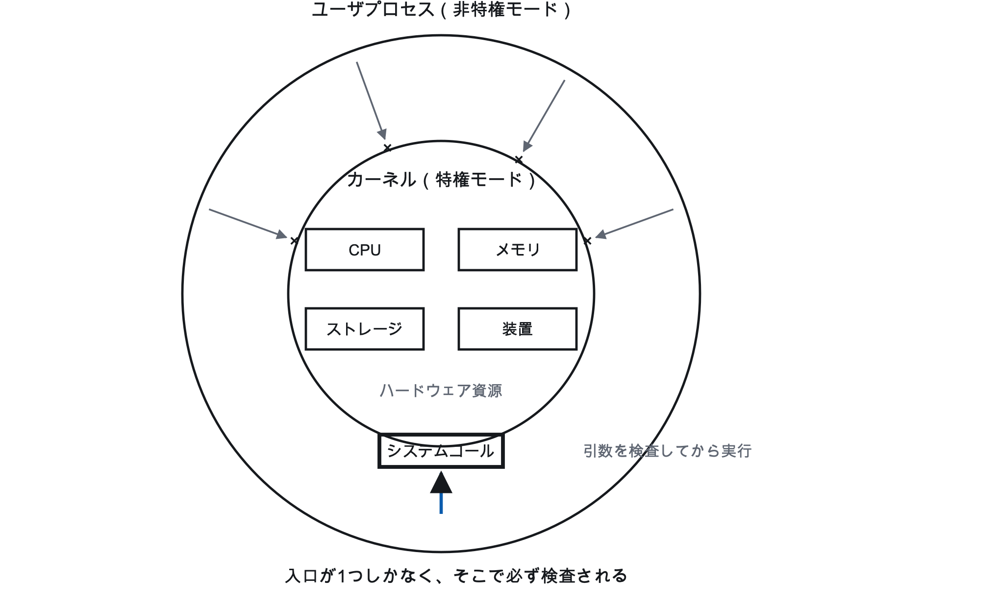 ユーザプロセス ( 非特権モード )
カーネル ( 特権モード )
CPU
メモリ
ストレージ
装置
ハードウェア資源
システムコール
引数を検査してから実行
入口が1つしかなく、そこで必ず検査される